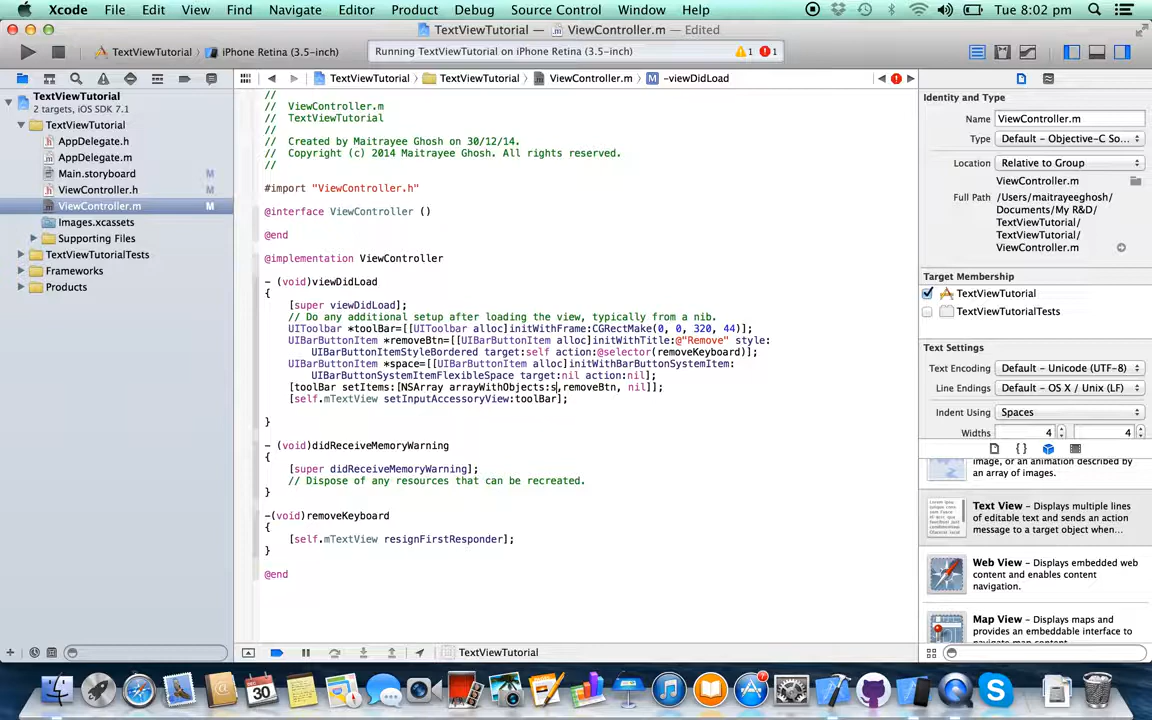 Xcode File Edit View Find Navigate Editor Product Debug Source Control Window Help Tue 8:02 pm
TextViewTutorial — ViewController.m — Edited
TextViewTutorial iPhone Retina (3.5-inch) Running TextViewTutorial on iPhone Retina (3.5-inch) 1 1
TextViewTutorial TextViewTutorial ViewController.m -viewDidLoad
TextViewTutorial
2 targets, iOS SDK 7.1
TextViewTutorial
AppDelegate.h
AppDelegate.m
Main.storyboard M
ViewController.h M
ViewController.m M
Images.xcassets
Supporting Files
TextViewTutorialTests
Frameworks
Products
//
// ViewController.m
// TextViewTutorial
//
// Created by Maitrayee Ghosh on 30/12/14.
// Copyright (c) 2014 Maitrayee Ghosh. All rights reserved.
//
#import "ViewController.h"
@interface ViewController ()
@end
@implementation ViewController
- (void)viewDidLoad
{
[super viewDidLoad];
// Do any additional setup after loading the view, typically from a nib.
UIToolbar *toolBar=[[UIToolbar alloc]initWithFrame:CGRectMake(0, 0, 320, 44)];
UIBarButtonItem *removeBtn=[[UIBarButtonItem alloc]initWithTitle:@"Remove" style:
UIBarButtonItemStyleBordered target:self action:@selector(removeKeyboard)];
UIBarButtonItem *space=[[UIBarButtonItem alloc]initWithBarButtonSystemItem:
UIBarButtonSystemItemFlexibleSpace target:nil action:nil];
[toolBar setItems:[NSArray arrayWithObjects:s,removeBtn, nil]];
[self.mTextView setInputAccessoryView:toolBar];
}
- (void)didReceiveMemoryWarning
{
[super didReceiveMemoryWarning];
// Dispose of any resources that can be recreated.
}
-(void)removeKeyboard
{
[self.mTextView resignFirstResponder];
}
@end
TextViewTutorial
Identity and Type
Name ViewController.m
Type Default - Objective-C So...
Location Relative to Group
ViewController.m
Full Path /Users/maitrayeeghosh/
Documents/My R&D/
TextViewTutorial/
TextViewTutorial/
ViewController.m
Target Membership
TextViewTutorial
TextViewTutorialTests
Text Settings
Text Encoding Default - Unicode (UTF-8)
Line Endings Default - OS X / Unix (LF)
Indent Using Spaces
Widths 4 4
image, or an animation described by
an array of images.
Text View - Displays multiple lines
of editable text and sends an action
message to a target object when...
Web View - Displays embedded web
content and enables content
navigation.
Map View - Displays maps and
provides an embeddable interface to
30